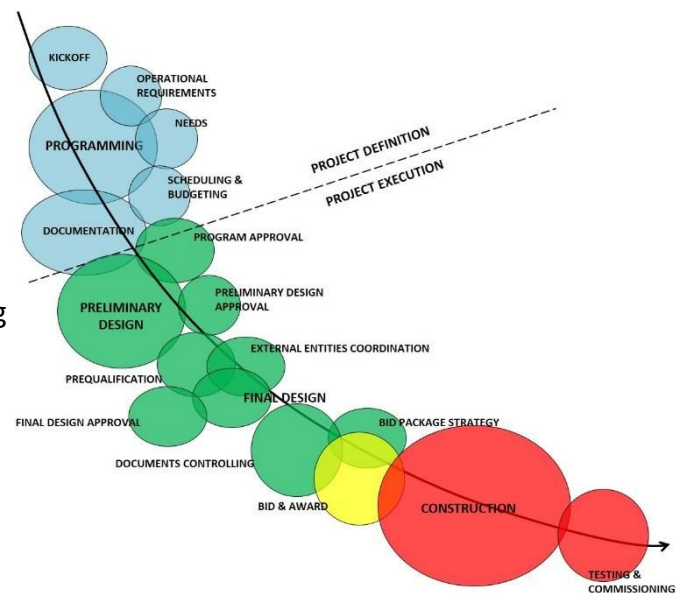 KICKOFF
OPERATIONAL
REQUIREMENTS
NEEDS
PROGRAMMING
SCHEDULING &
BUDGETING
DOCUMENTATION
PROJECT DEFINITION
PROJECT EXECUTION
PROGRAM APPROVAL
PRELIMINARY
DESIGN
PRELIMINARY DESIGN
APPROVAL
g
EXTERNAL ENTITIES COORDINATION
PREQUALIFICATION
FINAL DESIGN
FINAL DESIGN APPROVAL
BID PACKAGE STRATEGY
DOCUMENTS CONTROLLING
BID & AWARD
CONSTRUCTION
TESTING &
COMMISSIONING